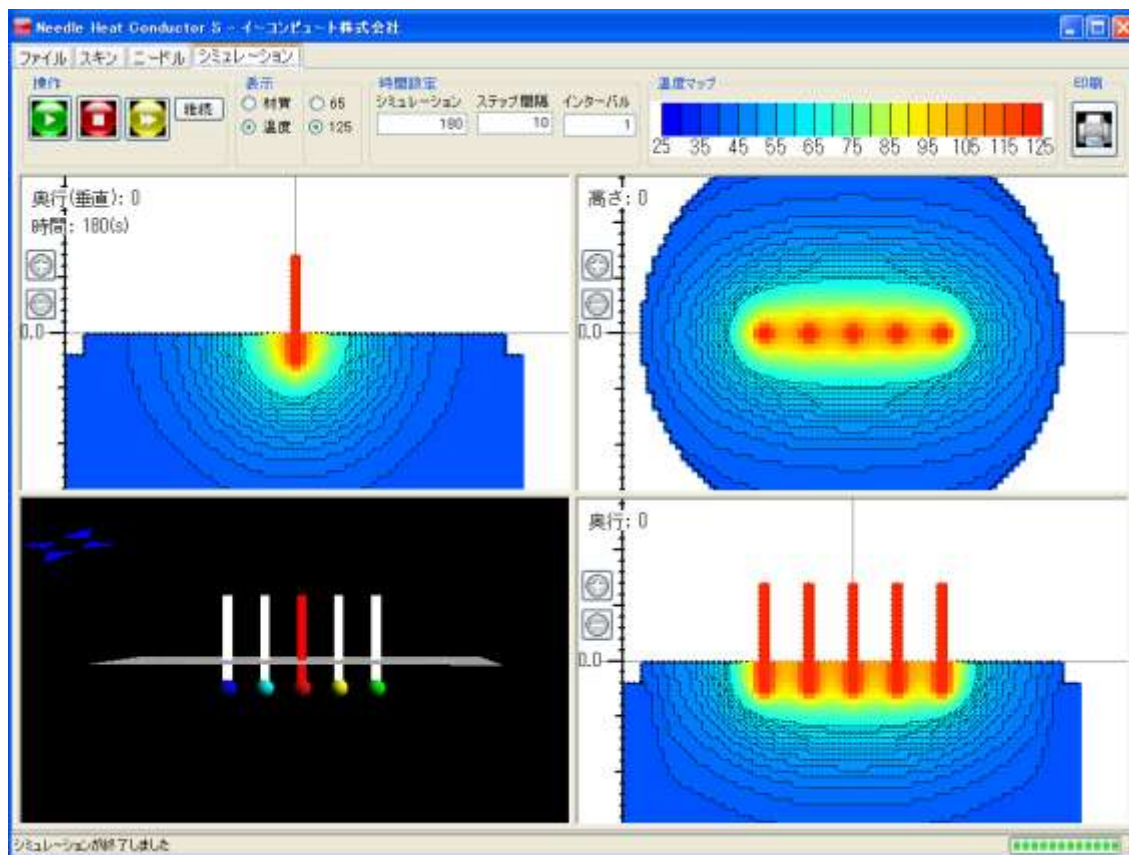 Needle Heat Conductor S - イーコンピュート株式会社
ファイル スキン ニードル シミュレーション
操作 表示 時間設定 温度マップ 印刷
継続 材質 65 シミュレーション ステップ間隔 インターバル
温度 125 180 10 1
25 35 45 55 65 75 85 95 105 115 125
奥行(垂直): 0
時間: 180(s)
0.0
高さ: 0
0.0
奥行: 0
0.0
シミュレーションが終了しました